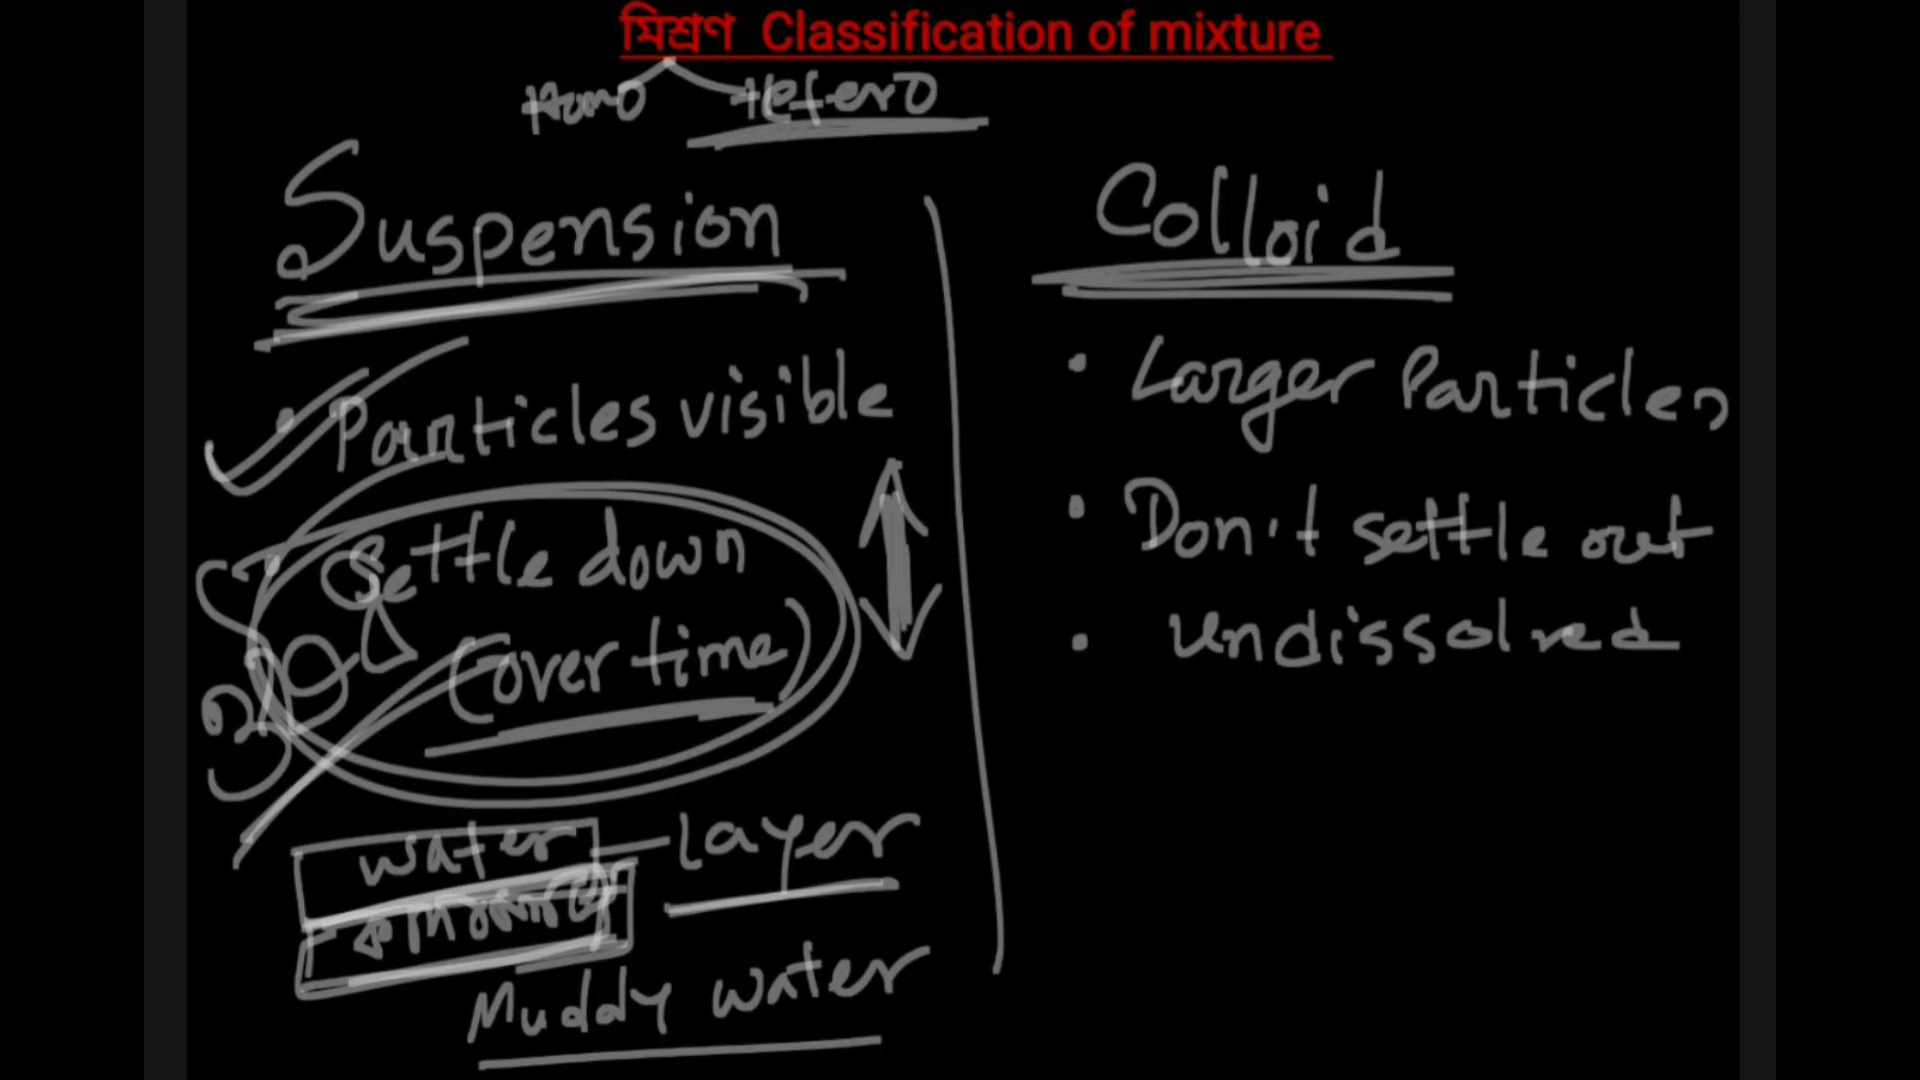 মিশ্রণ Classification of mixture
Homo Hetero
Suspension
• Particles visible
Settle down
(over time)
water layer
Muddy water
Colloid
• Larger Particles
• Don't settle out
• undissolved